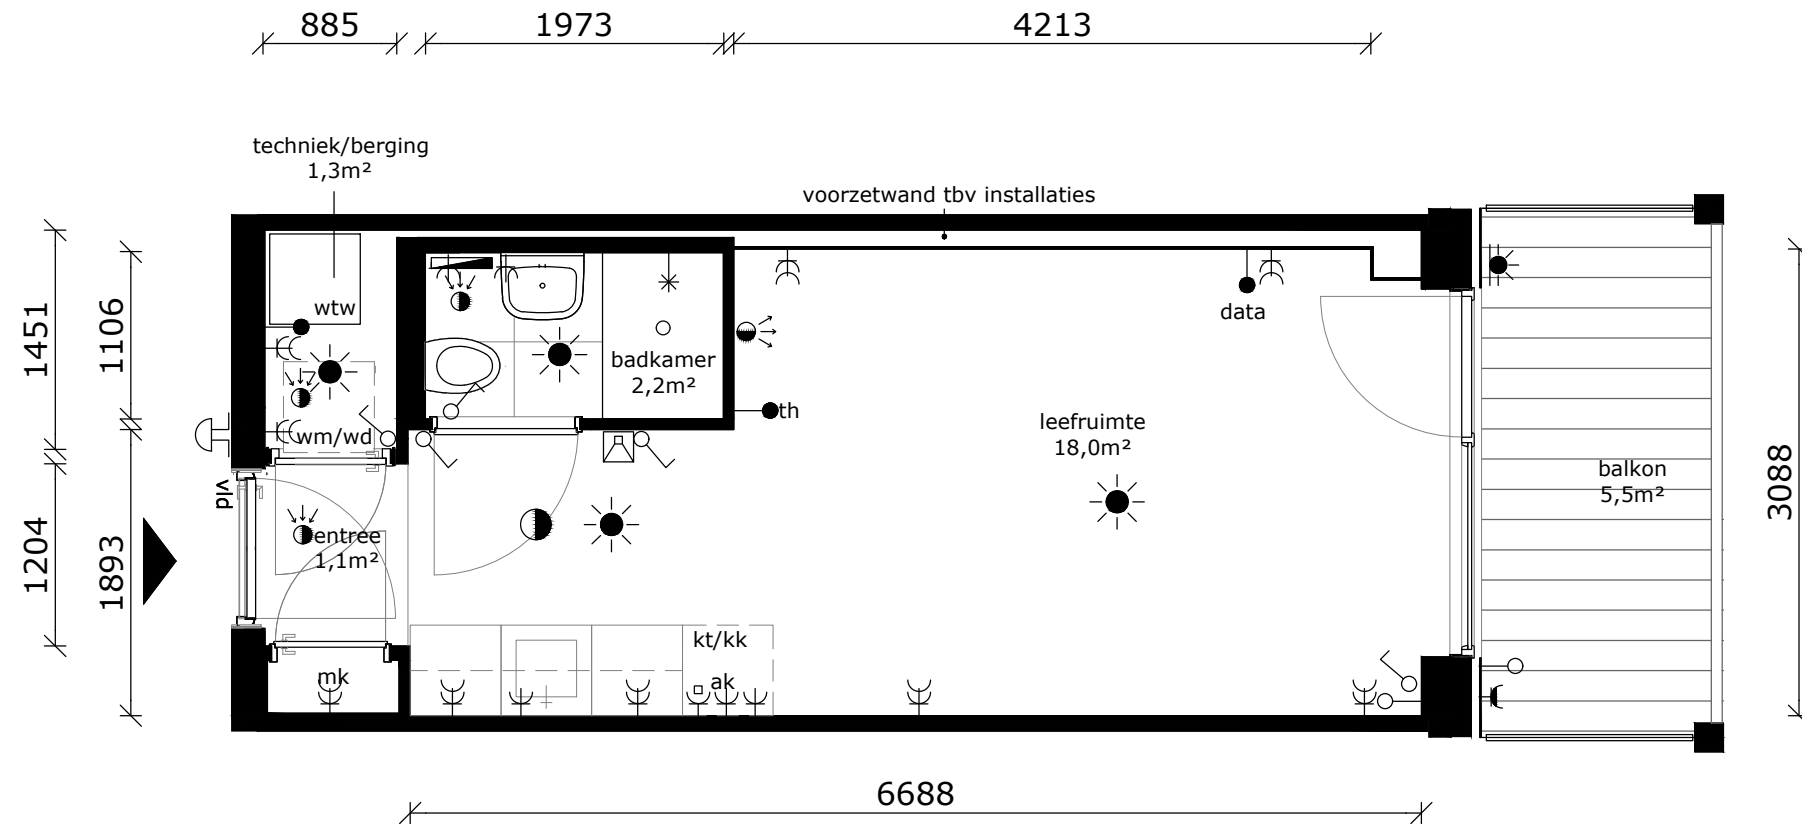 885
1973
4213
techniek/berging
1,3m²
voorzetwand tbv installaties
1451
1106
wtw
data
badkamer
2,2m²
th
leefruimte
18,0m²
wm/wd
balkon
5,5m²
3088
vld
entree
1,1m²
1204
1893
kt/kk
mk
ak
6688